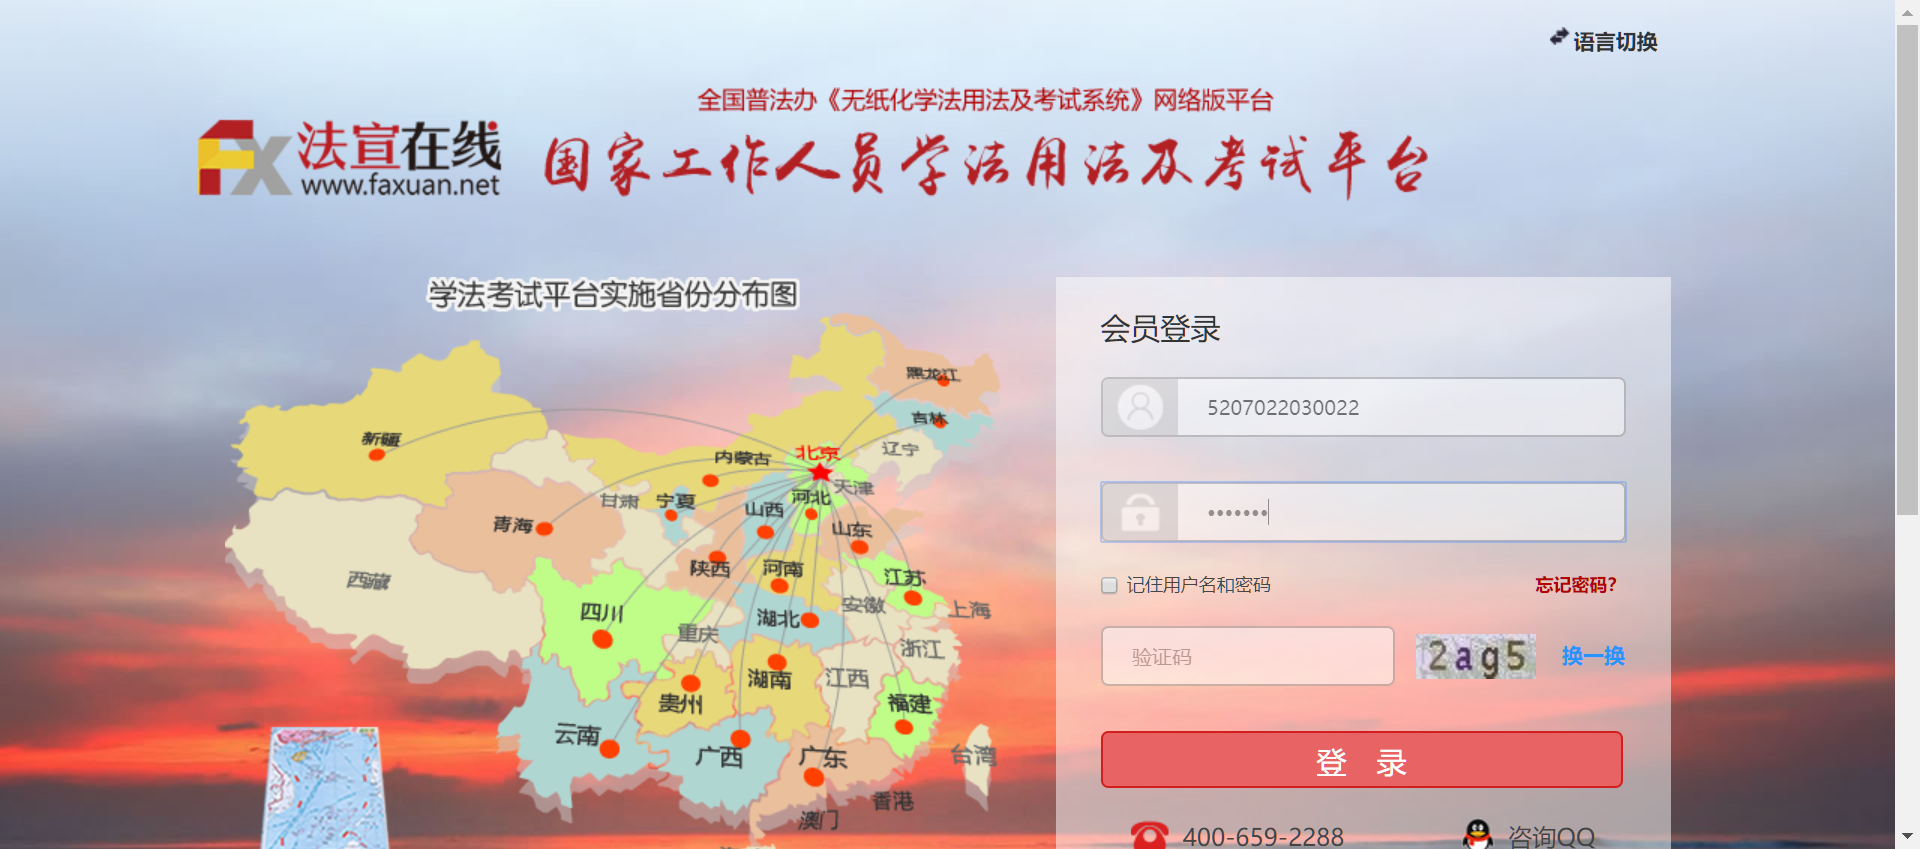 语言切换
全国普法办《无纸化学法用法及考试系统》网络版平台
法宣在线
www.faxuan.net
国家工作人员学法用法及考试平台
学法考试平台实施省份分布图
会员登录
黑龙江
5207022030022
吉林
新疆
内蒙古
北京
辽宁
甘肃
宁夏
河北
天津
山西
青海
山东
•••••••
陕西
河南
西藏
江苏
记住用户名和密码
忘记密码?
四川
湖北
安徽
上海
重庆
浙江
验证码
2ag5
换一换
贵州
湖南
江西
福建
云南
广西
广东
台湾
登 录
香港
澳门
400-659-2288
咨询QQ